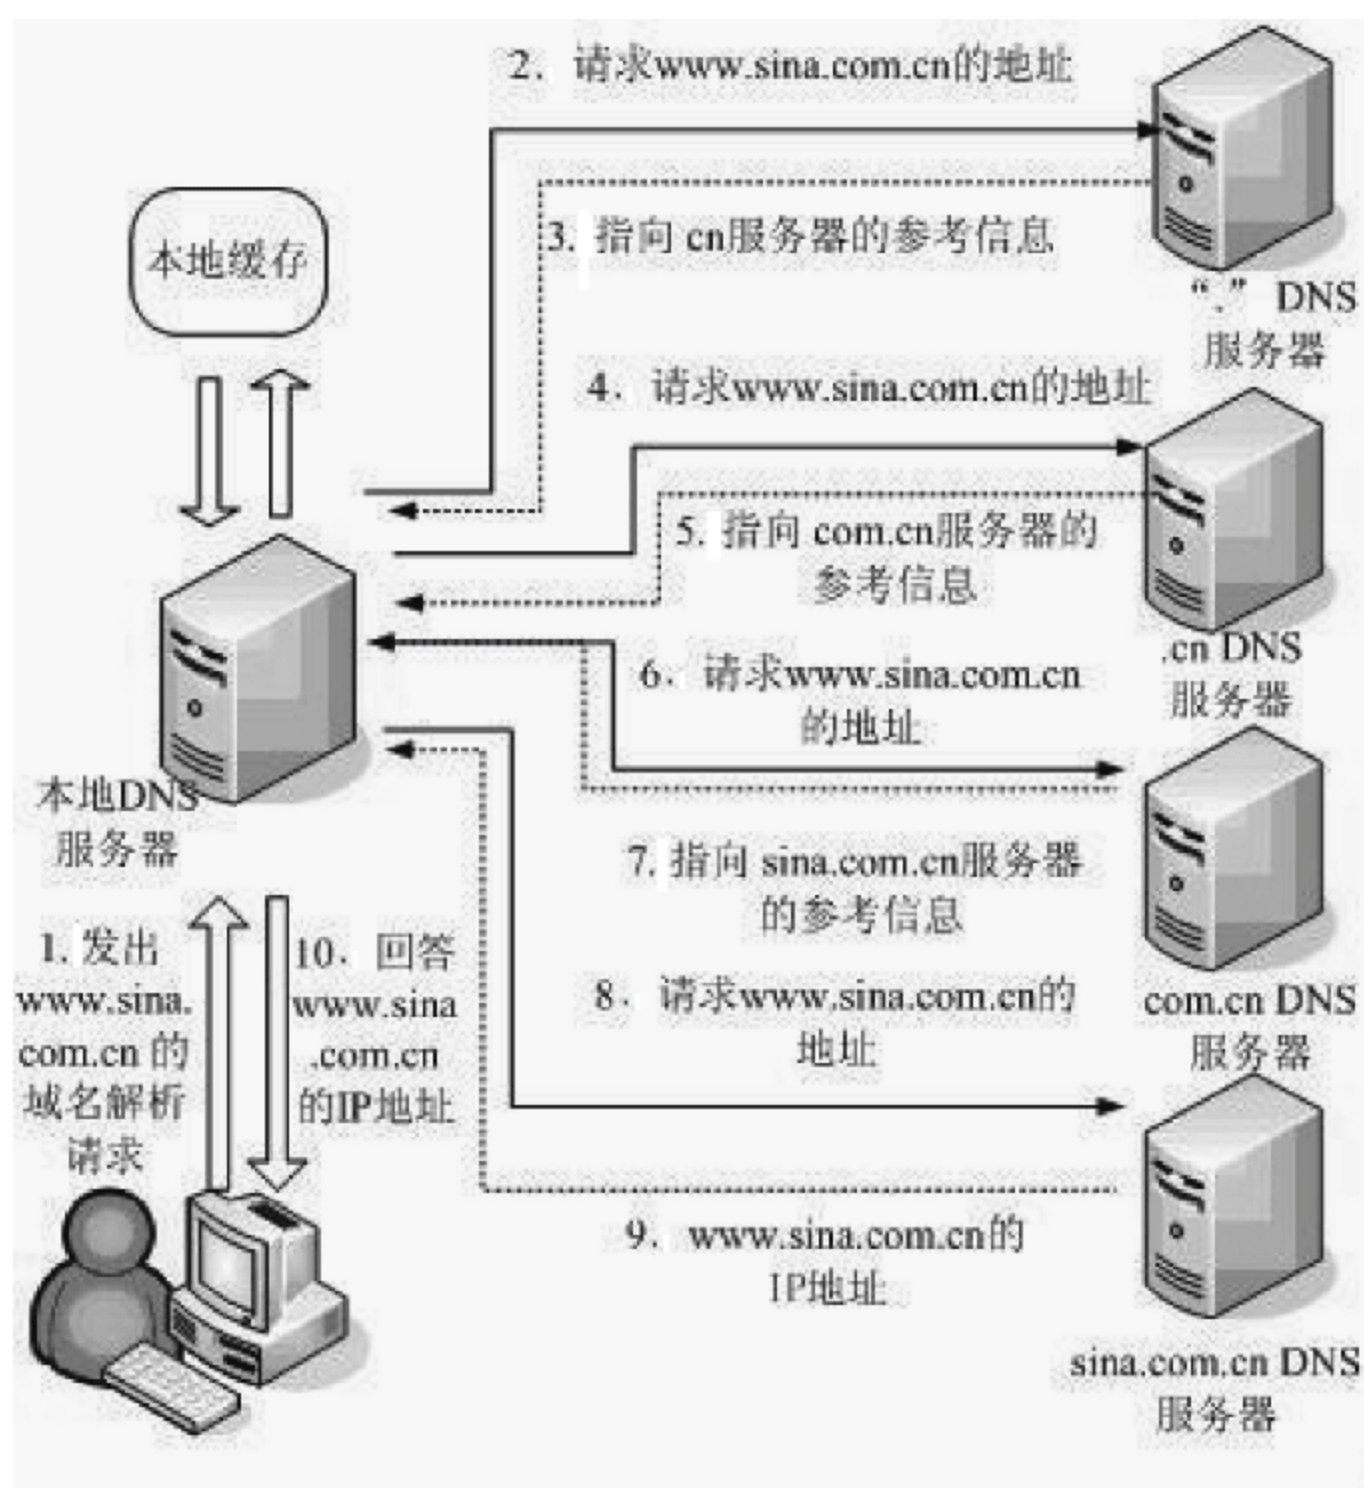 2. 请求www.sina.com.cn的地址
3. 指向 cn服务器的参考信息
“.” DNS
服务器
本地缓存
4. 请求www.sina.com.cn的地址
5. 指向 com.cn服务器的
参考信息
.cn DNS
服务器
6、请求www.sina.com.cn
的地址
本地DNS
服务器
7. 指向 sina.com.cn服务器
的参考信息
com.cn DNS
服务器
1. 发出
www.sina.
com.cn 的
域名解析
请求
10、回答
www.sina
.com.cn
的IP地址
8、请求www.sina.com.cn的
地址
9、www.sina.com.cn的
IP地址
sina.com.cn DNS
服务器